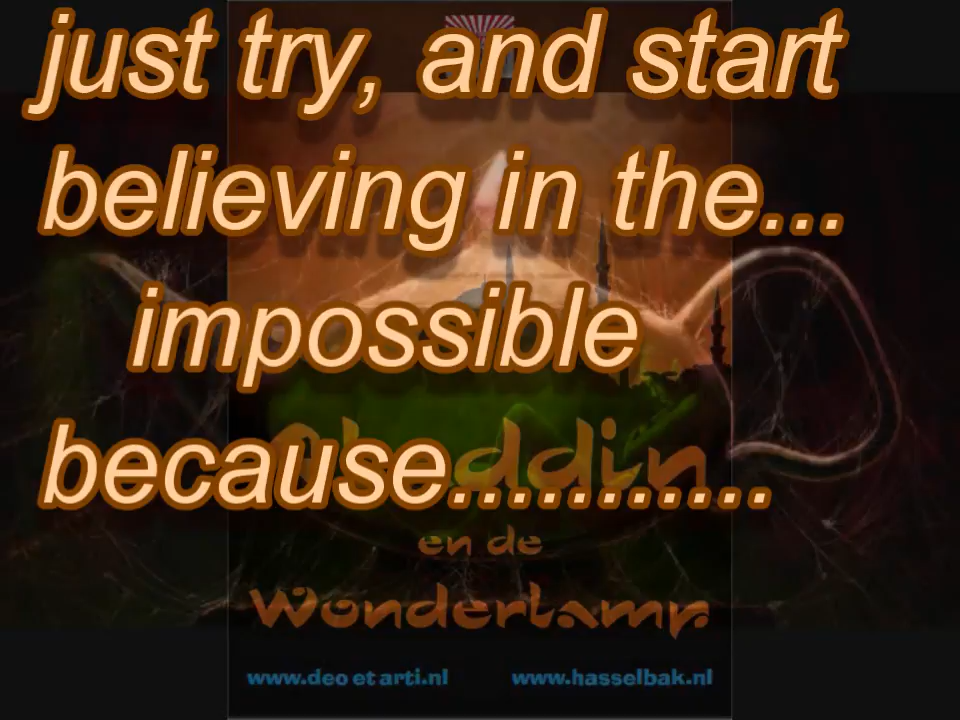 just try, and start
believing in the...
impossible
because...........
Aladdin
en de
Wonderlamp
www.deo et arti.nl www.hasselbak.nl